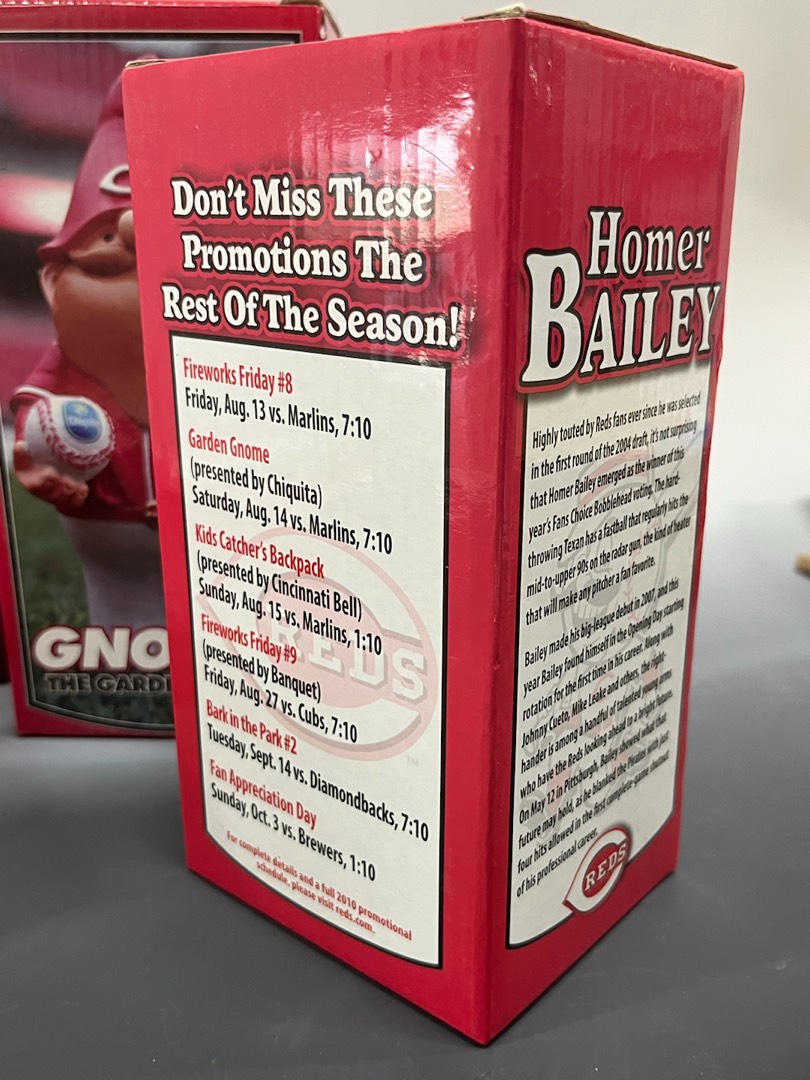 Don't Miss These
Promotions The
Rest Of The Season!
Fireworks Friday #8
Friday, Aug. 13 vs. Marlins, 7:10
Garden Gnome
(presented by Chiquita)
Saturday, Aug. 14 vs. Marlins, 7:10
Kids Catcher's Backpack
(presented by Cincinnati Bell)
Sunday, Aug. 15 vs. Marlins, 1:10
Fireworks Friday #9
(presented by Banquet)
Friday, Aug. 27 vs. Cubs, 7:10
Bark in the Park #2
Tuesday, Sept. 14 vs. Diamondbacks, 7:10
Fan Appreciation Day
Sunday, Oct. 3 vs. Brewers, 1:10
For complete details and a full 2010 promotional
schedule, please visit reds.com.
REDS
TM
Homer
BAILEY
Highly touted by Reds fans ever since he was selected
in the first round of the 2004 draft, it's not surprising
that Homer Bailey emerged as the winner of this
year's Fans Choice Bobblehead voting. The hard-
throwing Texan has a fastball that regularly hits the
mid-to-upper 90s on the radar gun, the kind of heater
that will make any pitcher a fan favorite.
Bailey made his big-league debut in 2007, and this
year Bailey found himself in the Opening Day starting
rotation for the first time in his career. Along with
Johnny Cueto, Mike Leake and others, the right-
hander is among a handful of talented young arms
who have the Reds looking ahead to a bright future.
On May 12 in Pittsburgh, Bailey showed what that
future may hold, as he blanked the Pirates with just
four hits allowed in the first complete-game shutout
of his professional career.
REDS
GNO
THE GARD